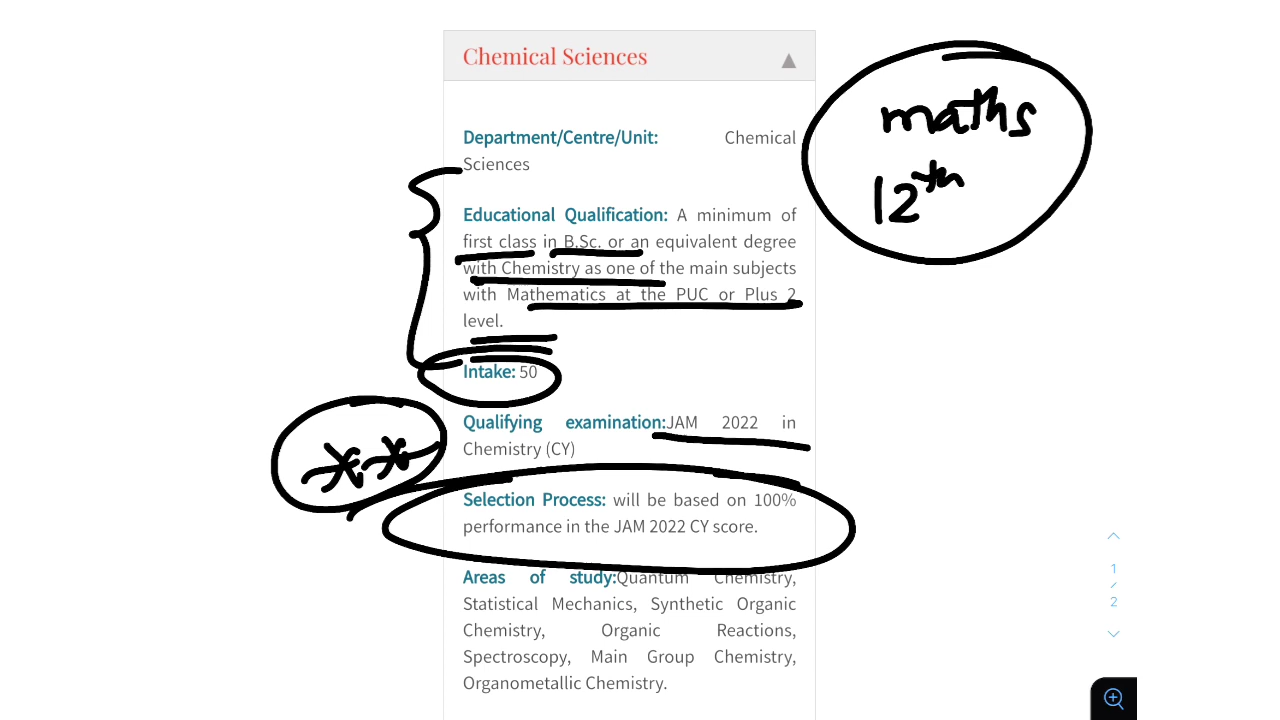 Chemical Sciences
maths
12th
Department/Centre/Unit: Chemical
Sciences
Educational Qualification: A minimum of
first class in B.Sc. or an equivalent degree
with Chemistry as one of the main subjects
with Mathematics at the PUC or Plus 2
level.
Intake: 50
Qualifying examination:JAM 2022 in
Chemistry (CY)
Selection Process: will be based on 100%
performance in the JAM 2022 CY score.
Areas of study:Quantum Chemistry,
Statistical Mechanics, Synthetic Organic
Chemistry, Organic Reactions,
Spectroscopy, Main Group Chemistry,
Organometallic Chemistry.
1
/
2